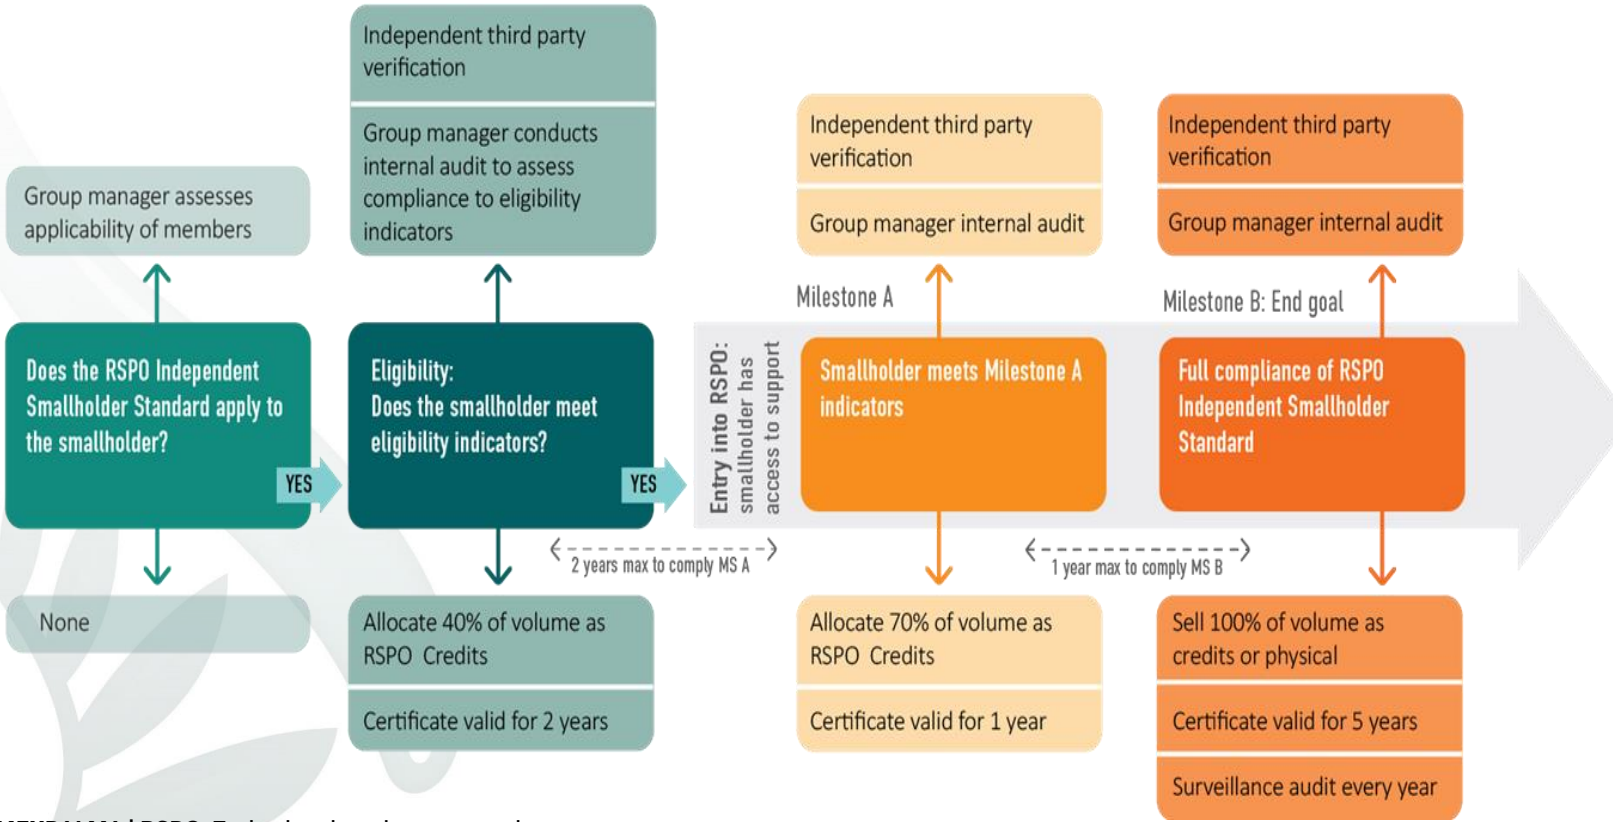 Independent third party
verification
Group manager conducts
internal audit to assess
compliance to eligibility
indicators
Group manager assesses
applicability of members
Independent third party
verification
Group manager internal audit
Independent third party
verification
Group manager internal audit
Milestone A
Milestone B: End goal
Does the RSPO Independent
Smallholder Standard apply to
the smallholder?
YES
Eligibility:
Does the smallholder meet
eligibility indicators?
YES
Entry into RSPO:
smallholder has
access to support
Smallholder meets Milestone A
indicators
Full compliance of RSPO
Independent Smallholder
Standard
2 years max to comply MS A
1 year max to comply MS B
None
Allocate 40% of volume as
RSPO Credits
Certificate valid for 2 years
Allocate 70% of volume as
RSPO Credits
Certificate valid for 1 year
Sell 100% of volume as
credits or physical
Certificate valid for 5 years
Surveillance audit every year